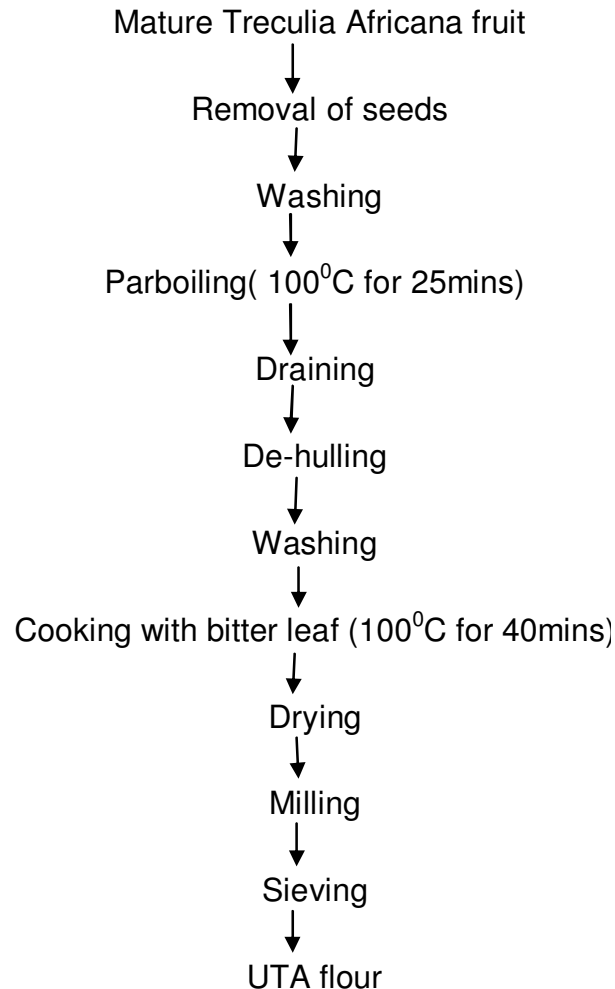 Mature Treculia Africana fruit
Removal of seeds
Washing
Parboiling( 100⁰C for 25mins)
Draining
De-hulling
Washing
Cooking with bitter leaf (100⁰C for 40mins)
Drying
Milling
Sieving
UTA flour